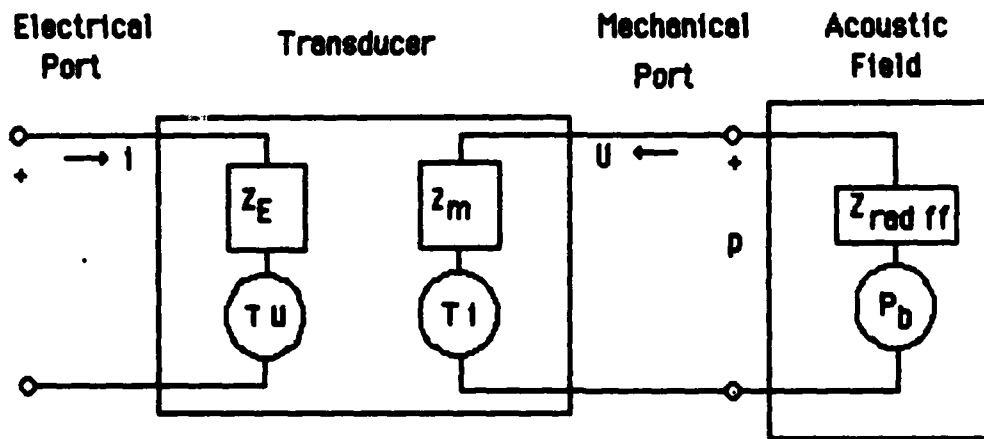 Electrical
Port
Transducer
Mechanical
Port
Acoustic
Field
+
→ i
U ←
+
Z_E
Z_m
Z_rad ff
p
T U
T i
P_b